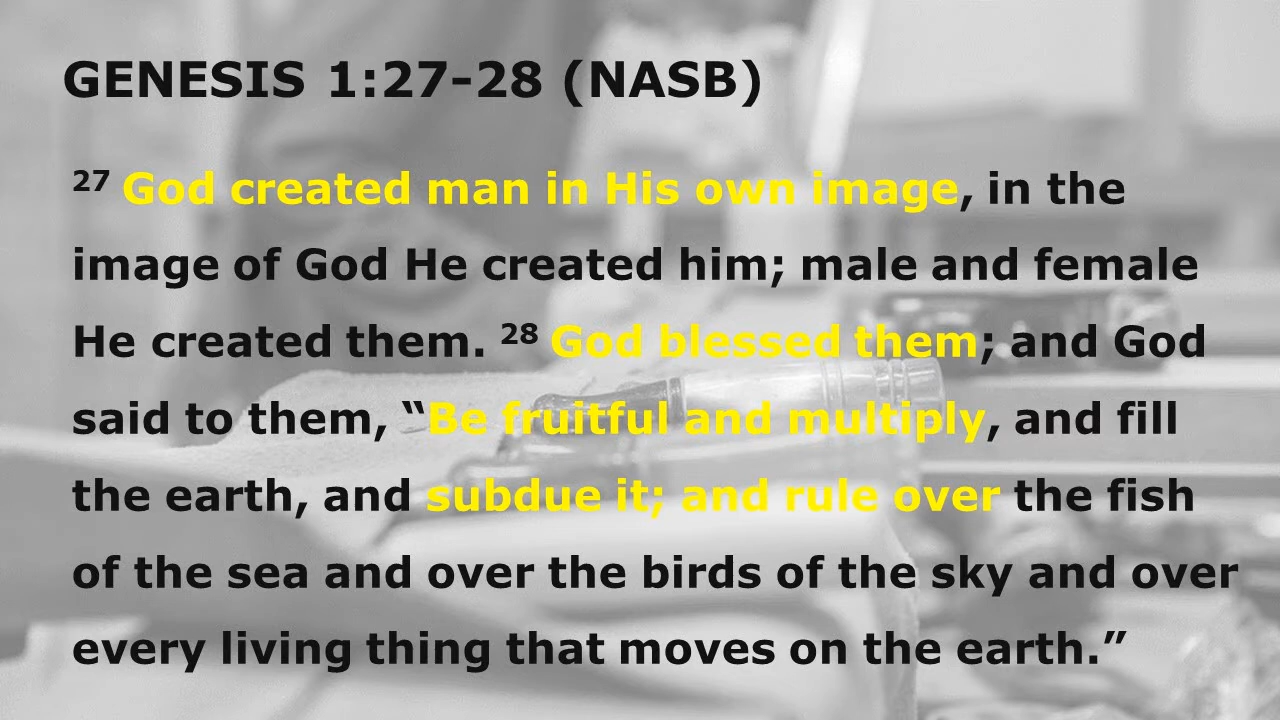 GENESIS 1:27-28 (NASB)
27 God created man in His own image, in the
image of God He created him; male and female
He created them. 28 God blessed them; and God
said to them, “Be fruitful and multiply, and fill
the earth, and subdue it; and rule over the fish
of the sea and over the birds of the sky and over
every living thing that moves on the earth.”